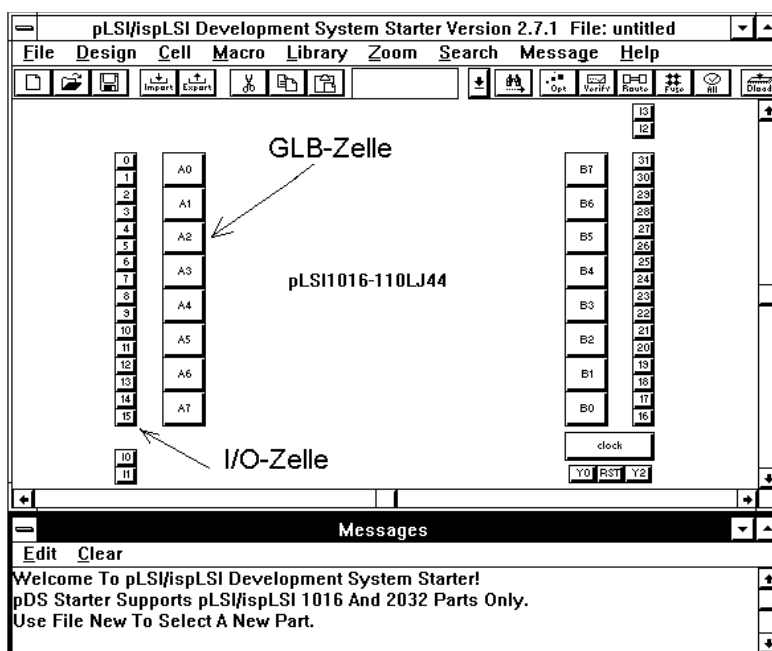 pLSI/ispLSI Development System Starter Version 2.7.1 File: untitled
File Design Cell Macro Library Zoom Search Message Help
Import Export Opt Verify Route Fuse All Dload
I3
I2
GLB-Zelle
0 A0 B7 31
1 30
2 A1 B6 29
3 28
4 A2 B5 27
5 26
6 A3 B4 25
7 24
pLSI1016-110LJ44
8 A4 B3 23
9 22
10 A5 B2 21
11 20
12 A6 B1 19
13 18
14 A7 B0 17
15 16
clock
I0 I/O-Zelle
I1 Y0 RST Y2
Messages
Edit Clear
Welcome To pLSI/ispLSI Development System Starter!
pDS Starter Supports pLSI/ispLSI 1016 And 2032 Parts Only.
Use File New To Select A New Part.